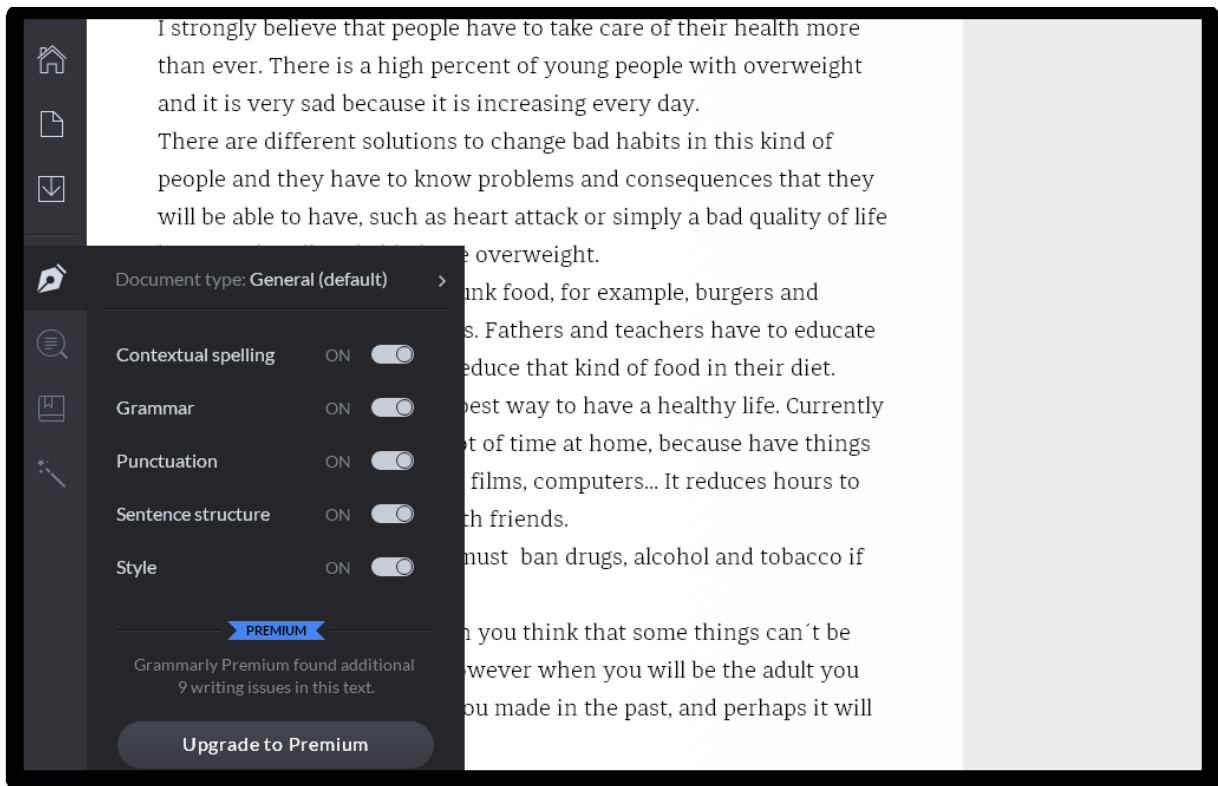 I strongly believe that people have to take care of their health more
than ever. There is a high percent of young people with overweight
and it is very sad because it is increasing every day.
There are different solutions to change bad habits in this kind of
people and they have to know problems and consequences that they
will be able to have, such as heart attack or simply a bad quality of life
overweight.
food, for example, burgers and
Fathers and teachers have to educate
that kind of food in their diet.
way to have a healthy life. Currently
of time at home, because have things
films, computers... It reduces hours to
friends.
ban drugs, alcohol and tobacco if
you think that some things can´t be
when you will be the adult you
made in the past, and perhaps it will
Document type: General (default)
Contextual spelling ON
Grammar ON
Punctuation ON
Sentence structure ON
Style ON
PREMIUM
Grammarly Premium found additional
9 writing issues in this text.
Upgrade to Premium